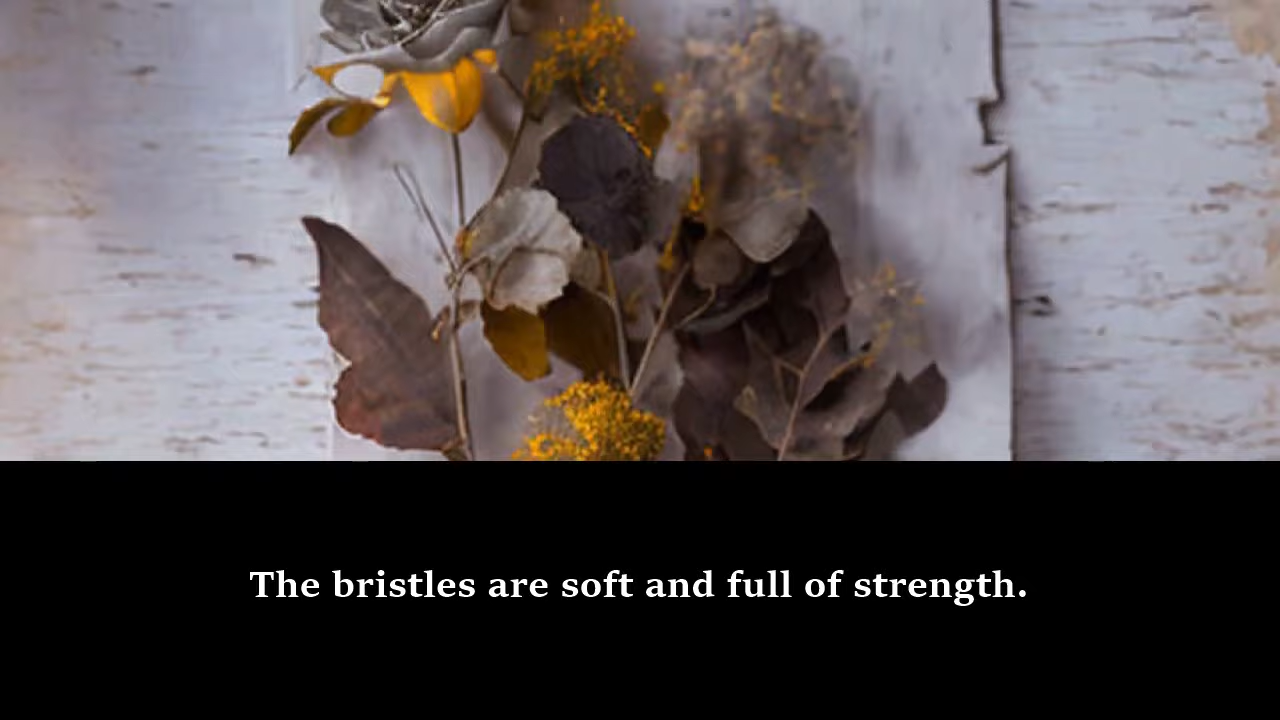 The bristles are soft and full of strength.